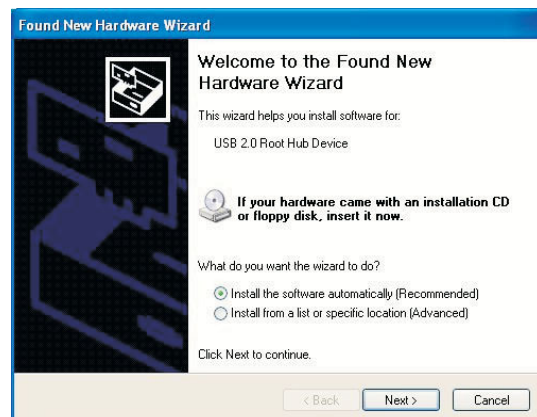 Found New Hardware Wizard
Welcome to the Found New
Hardware Wizard
This wizard helps you install software for:
USB 2.0 Root Hub Device
If your hardware came with an installation CD
or floppy disk, insert it now.
What do you want the wizard to do?
Install the software automatically (Recommended)
Install from a list or specific location (Advanced)
Click Next to continue.
< Back Next > Cancel